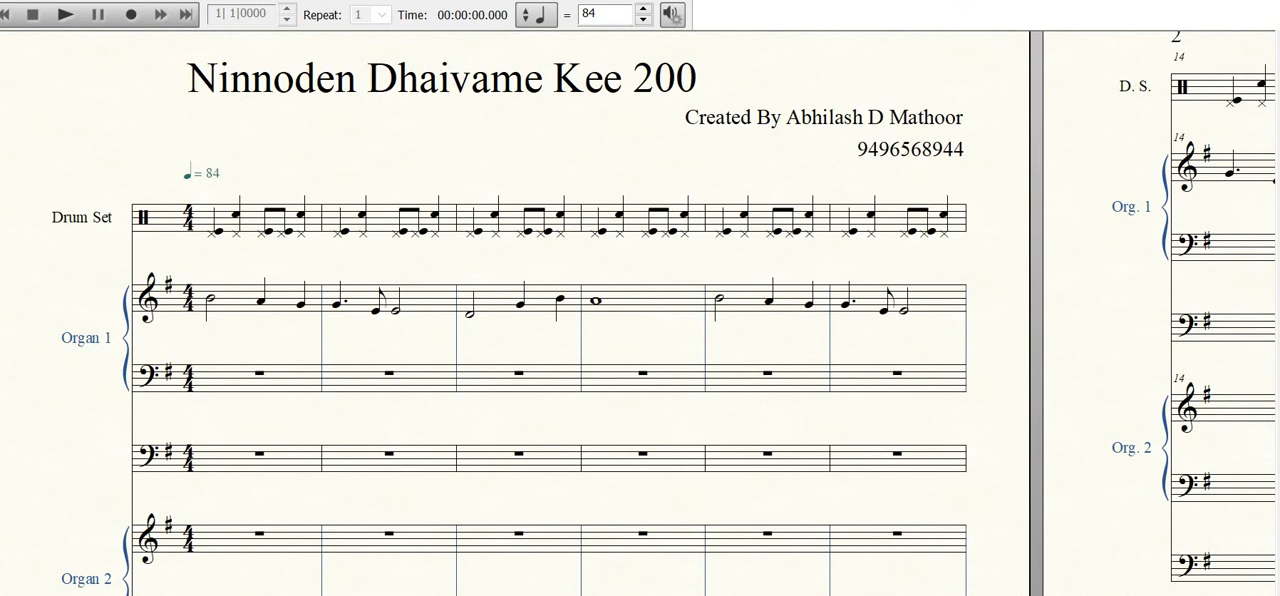 1| 1|0000 Repeat: 1 Time: 00:00:00.000 = 84
2
Ninnoden Dhaivame Kee 200
Created By Abhilash D Mathoor
9496568944
= 84
Drum Set
Organ 1
Organ 2
14
D. S.
14
Org. 1
14
Org. 2